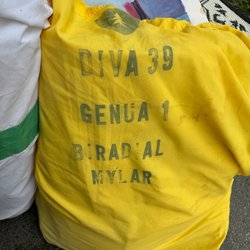 DIVA 39
GENUA 1
BIRADIAL
MYLAR